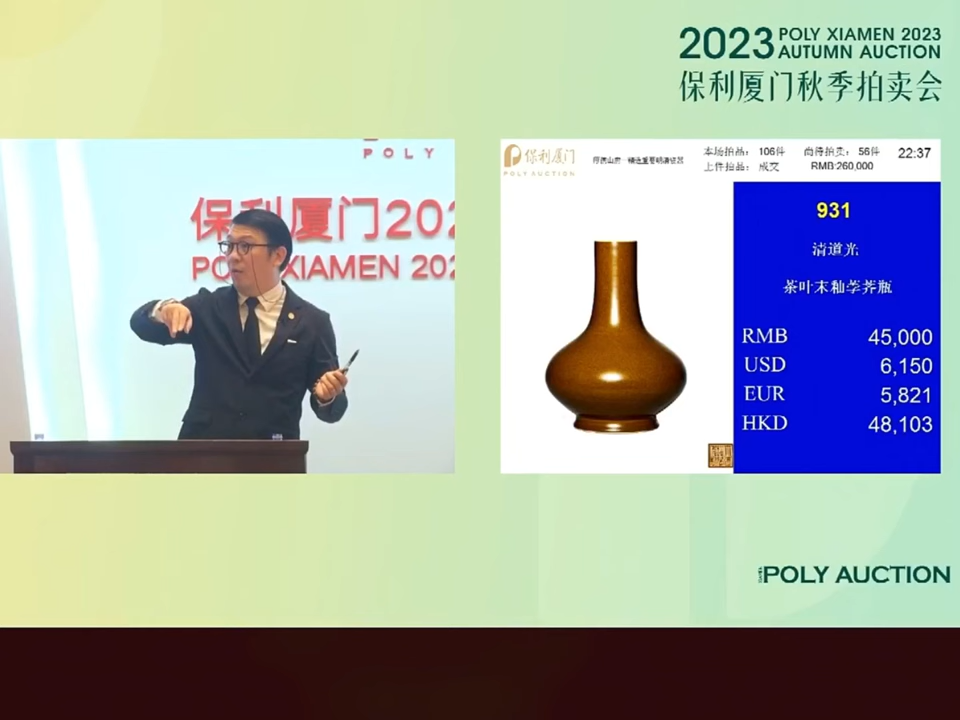 2023 POLY XIAMEN 2023
AUTUMN AUCTION
保利厦门秋季拍卖会
POLY
保利厦门202
PO XIAMEN 202
保利厦门
POLY AUCTION
本场拍品： 106件
尚待拍卖： 56件
22:37
上件拍品： 成交
RMB:260,000
931
清道光
茶叶末釉荸荠瓶
RMB 45,000
USD 6,150
EUR 5,821
HKD 48,103
POLY AUCTION